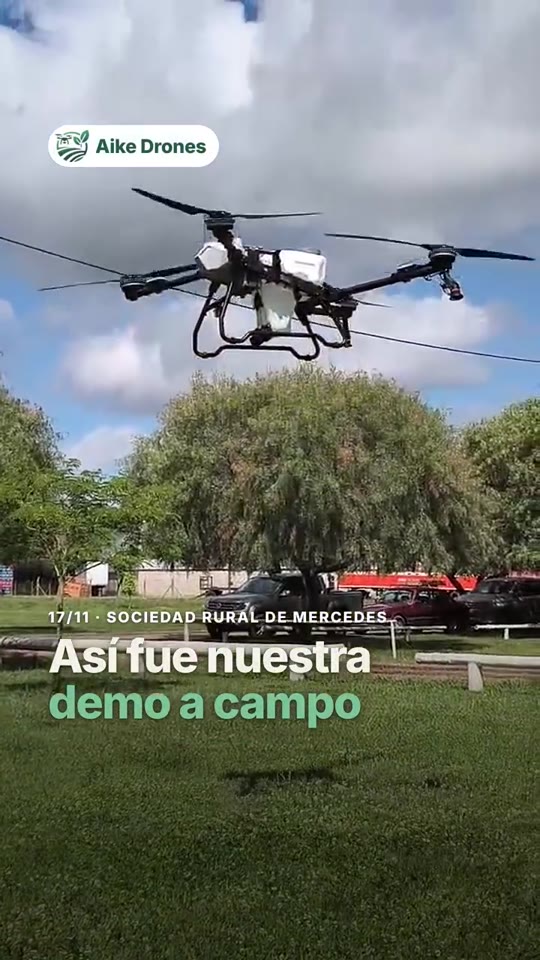 Aike Drones
17/11 · SOCIEDAD RURAL DE MERCEDES
Así fue nuestra
demo a campo